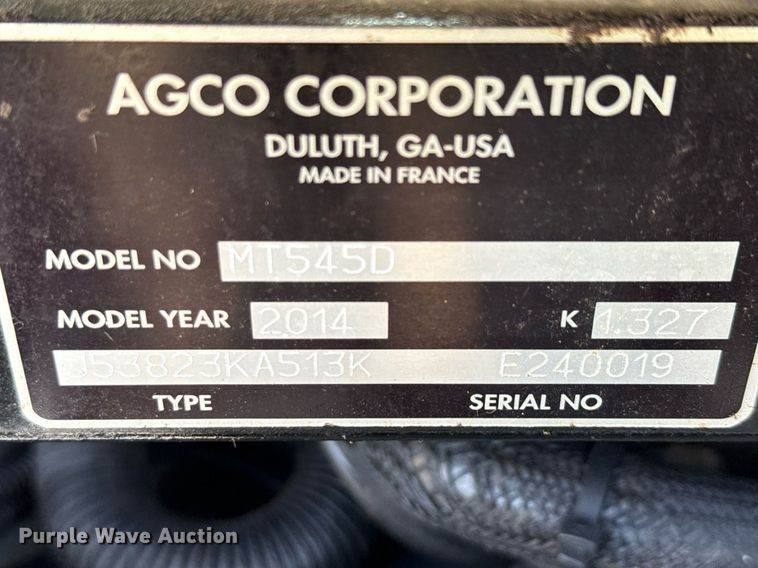 AGCO CORPORATION
DULUTH, GA-USA
MADE IN FRANCE
MODEL NO MT545D
MODEL YEAR 2014 K 1.327
J53823KA513K E240019
TYPE SERIAL NO
Purple Wave Auction